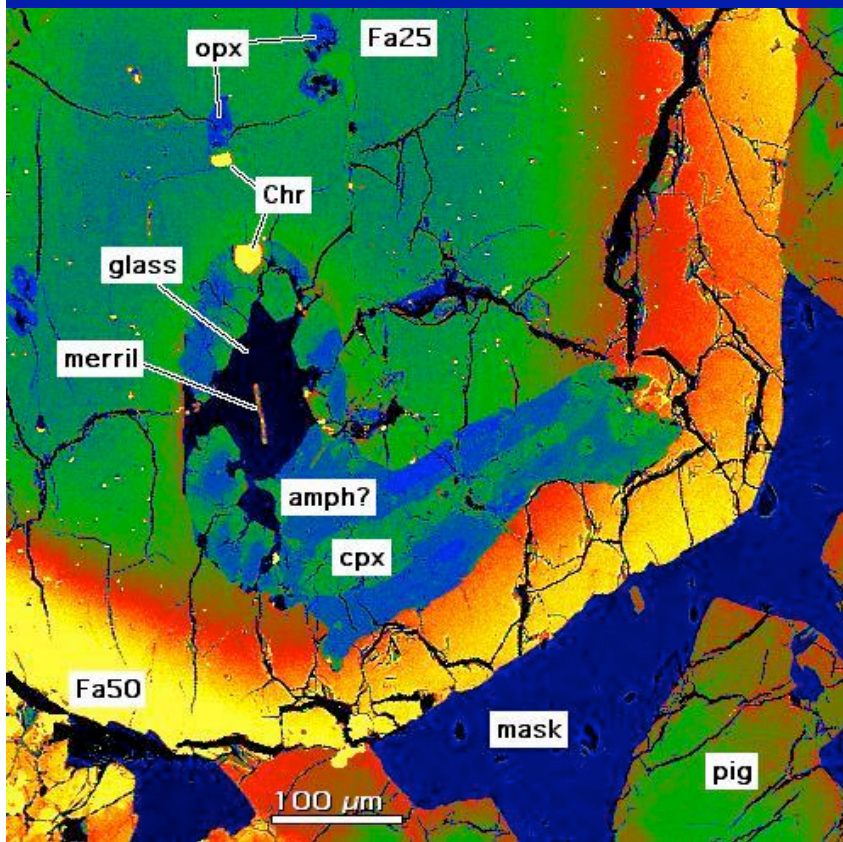 opx
Fa25
Chr
glass
merril
amph?
cpx
Fa50
mask
pig
100 µm